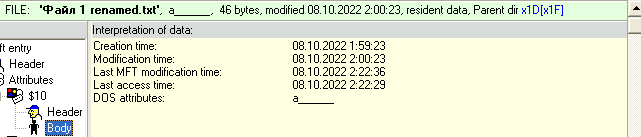 FILE: "Файл 1 renamed.txt", a______, 46 bytes, modified 08.10.2022 2:00:23, resident data, Parent dir x1D[x1F]
Interpretation of data:
ft entry
Creation time: 08.10.2022 1:59:23
Header
Modification time: 08.10.2022 2:00:23
Attributes
Last MFT modification time: 08.10.2022 2:22:36
$10
Last access time: 08.10.2022 2:22:29
DOS attributes: a______
Header
Body